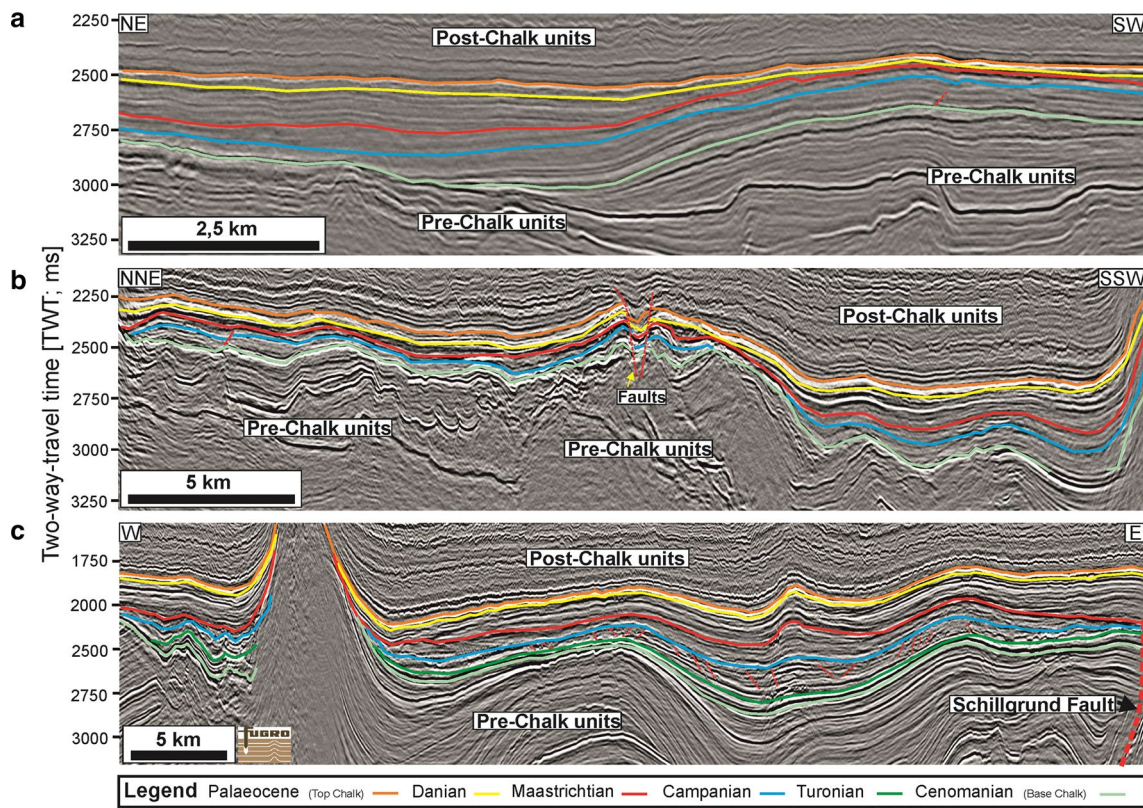 a
NE
SW
Post-Chalk units
2250
2500
2750
3000
3250
Pre-Chalk units
Pre-Chalk units
2,5 km
Two-way-travel time [TWT; ms]
b
NNE
SSW
2250
2500
2750
3000
3250
Post-Chalk units
Faults
Pre-Chalk units
Pre-Chalk units
5 km
c
W
E
1750
2000
2500
2750
3000
Post-Chalk units
Pre-Chalk units
Schillgrund Fault
5 km
FUGRO
Legend Palaeocene (Top Chalk) Danian Maastrichtian Campanian Turonian Cenomanian (Base Chalk)